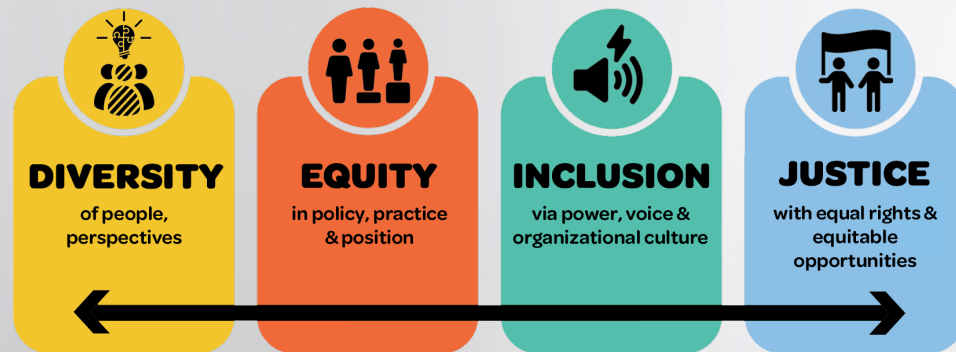 DIVERSITY
of people,
perspectives
EQUITY
in policy, practice
& position
INCLUSION
via power, voice &
organizational culture
JUSTICE
with equal rights &
equitable
opportunities